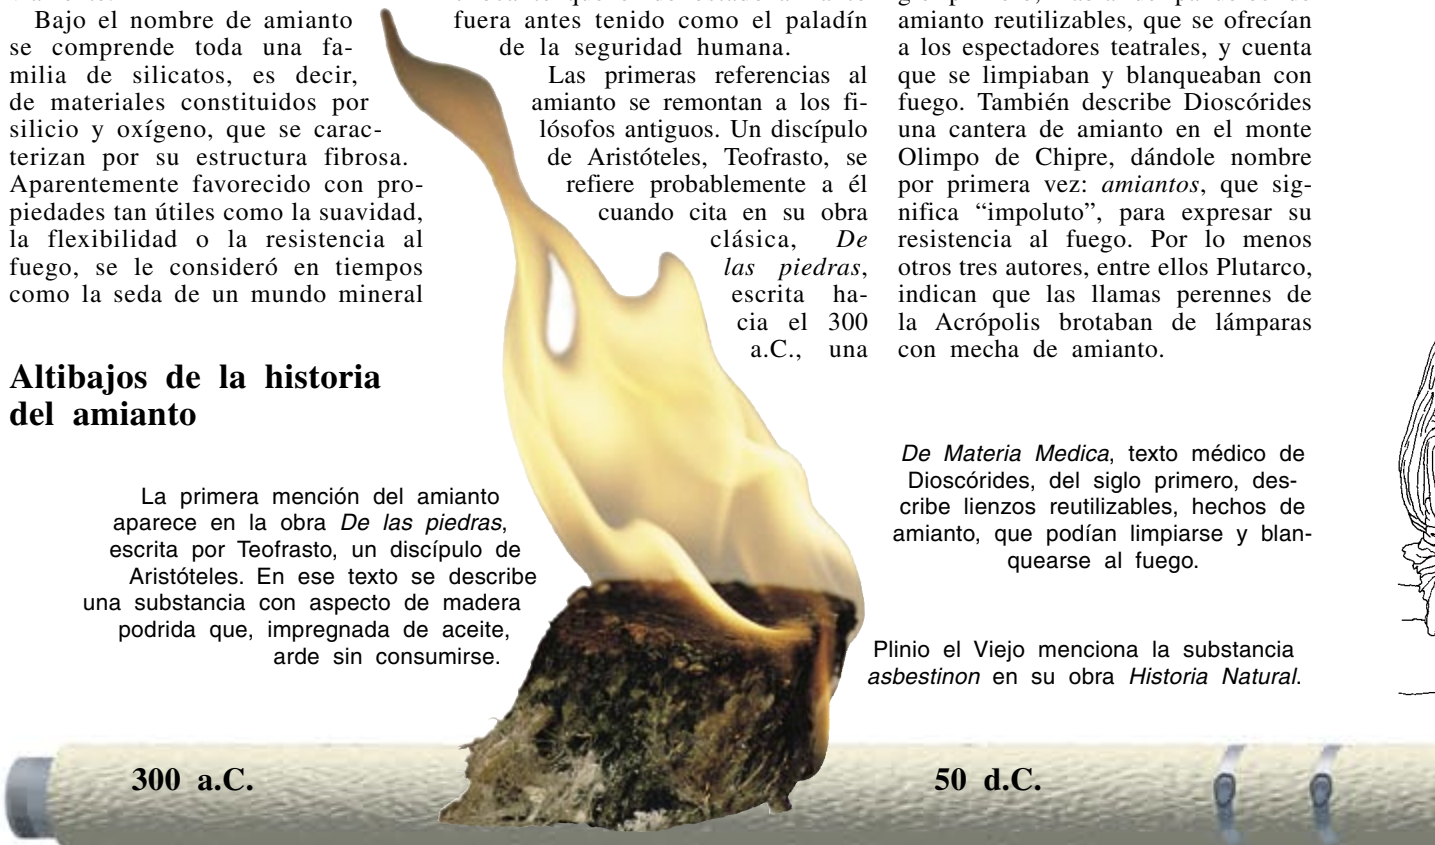 Bajo el nombre de amianto
se comprende toda una fa-
milia de silicatos, es decir,
de materiales constituidos por
silicio y oxígeno, que se carac-
terizan por su estructura fibrosa.
Aparentemente favorecido con pro-
piedades tan útiles como la suavidad,
la flexibilidad o la resistencia al
fuego, se le consideró en tiempos
como la seda de un mundo mineral
fuera antes tenido como el paladín
de la seguridad humana.
Las primeras referencias al
amianto se remontan a los fi-
lósofos antiguos. Un discípulo
de Aristóteles, Teofrasto, se
refiere probablemente a él
cuando cita en su obra
clásica, De
las piedras,
escrita ha-
cia el 300
a.C., una
amianto reutilizables, que se ofrecían
a los espectadores teatrales, y cuenta
que se limpiaban y blanqueaban con
fuego. También describe Dioscórides
una cantera de amianto en el monte
Olimpo de Chipre, dándole nombre
por primera vez: amiantos, que sig-
nifica “impoluto”, para expresar su
resistencia al fuego. Por lo menos
otros tres autores, entre ellos Plutarco,
indican que las llamas perennes de
la Acrópolis brotaban de lámparas
con mecha de amianto.
Altibajos de la historia
del amianto
La primera mención del amianto
aparece en la obra De las piedras,
escrita por Teofrasto, un discípulo de
Aristóteles. En ese texto se describe
una substancia con aspecto de madera
podrida que, impregnada de aceite,
arde sin consumirse.
De Materia Medica, texto médico de
Dioscórides, del siglo primero, des-
cribe lienzos reutilizables, hechos de
amianto, que podían limpiarse y blan-
quearse al fuego.
Plinio el Viejo menciona la substancia
asbestinon en su obra Historia Natural.
300 a.C.
50 d.C.